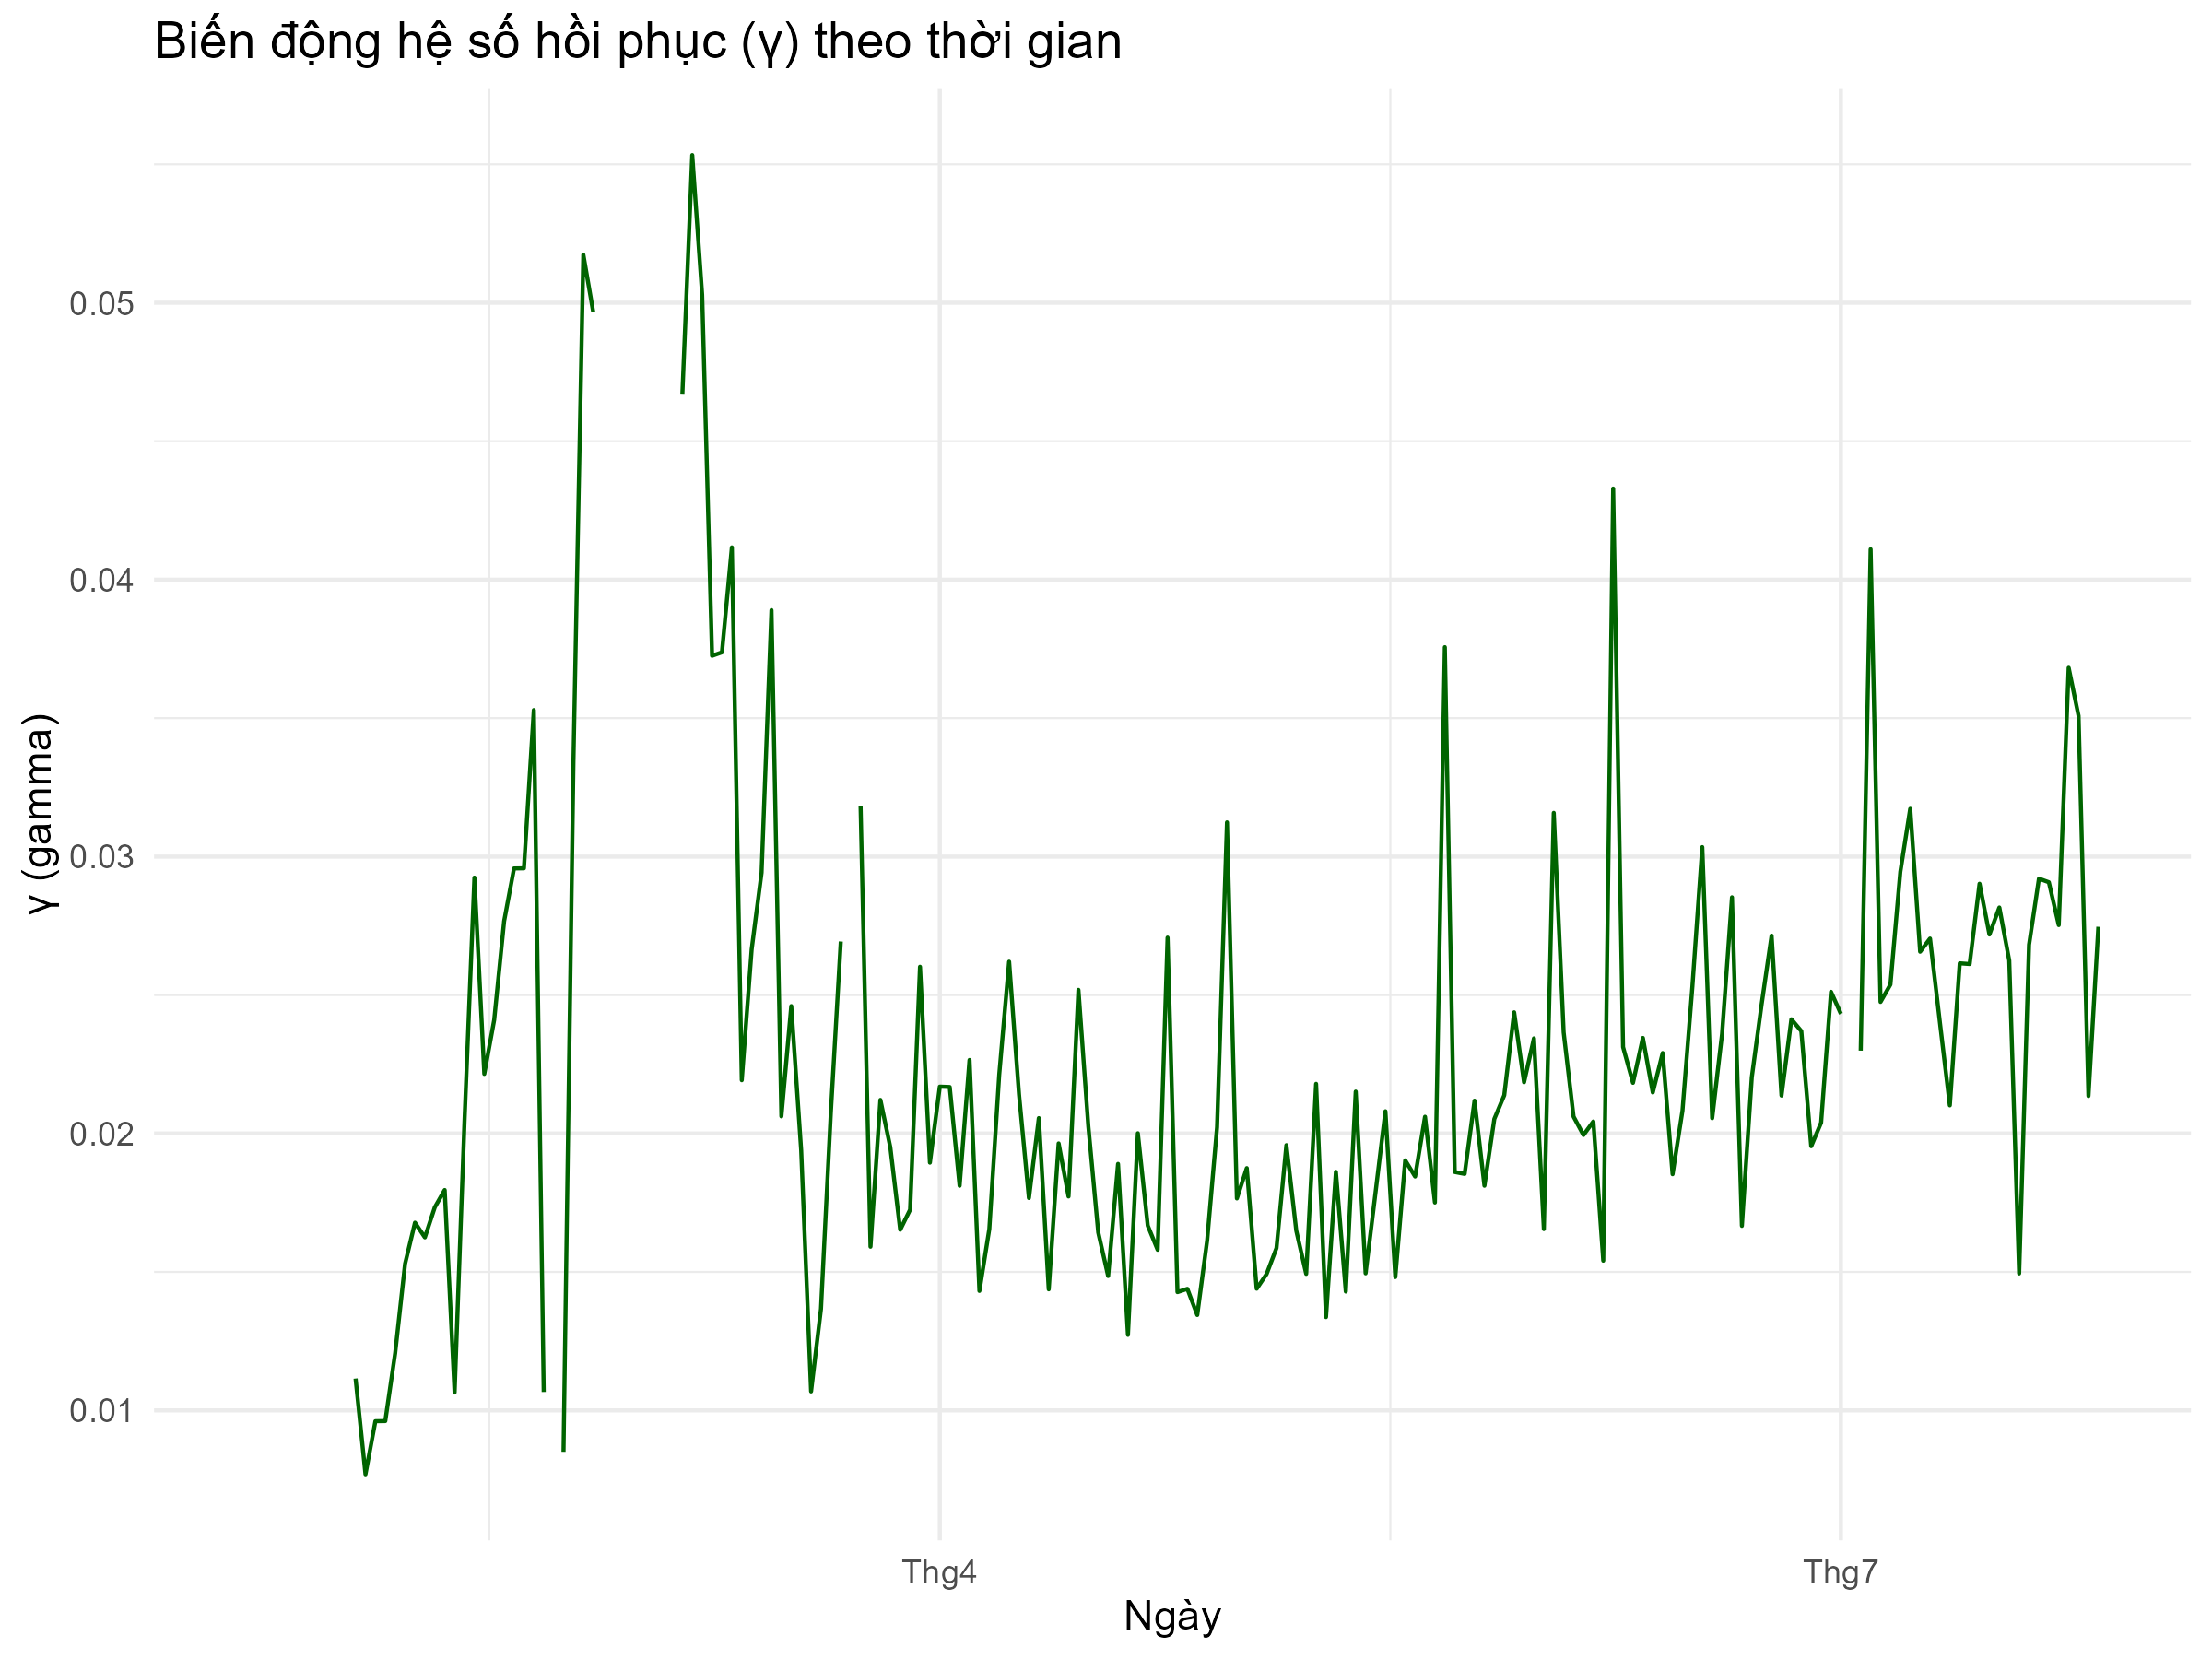 Biến động hệ số hồi phục (γ) theo thời gian
γ (gamma)
0.05
0.04
0.03
0.02
0.01
Thg4
Thg7
Ngày